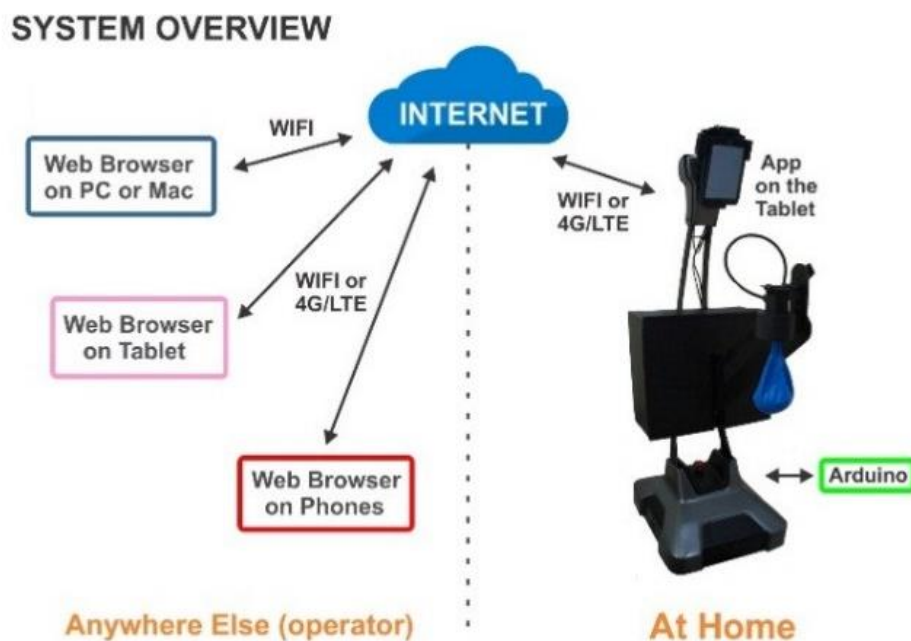 SYSTEM OVERVIEW
INTERNET
WIFI
Web Browser
on PC or Mac
WIFI or
4G/LTE
App
on the
Tablet
WIFI or
4G/LTE
Web Browser
on Tablet
Web Browser
on Phones
Arduino
Anywhere Else (operator)
At Home